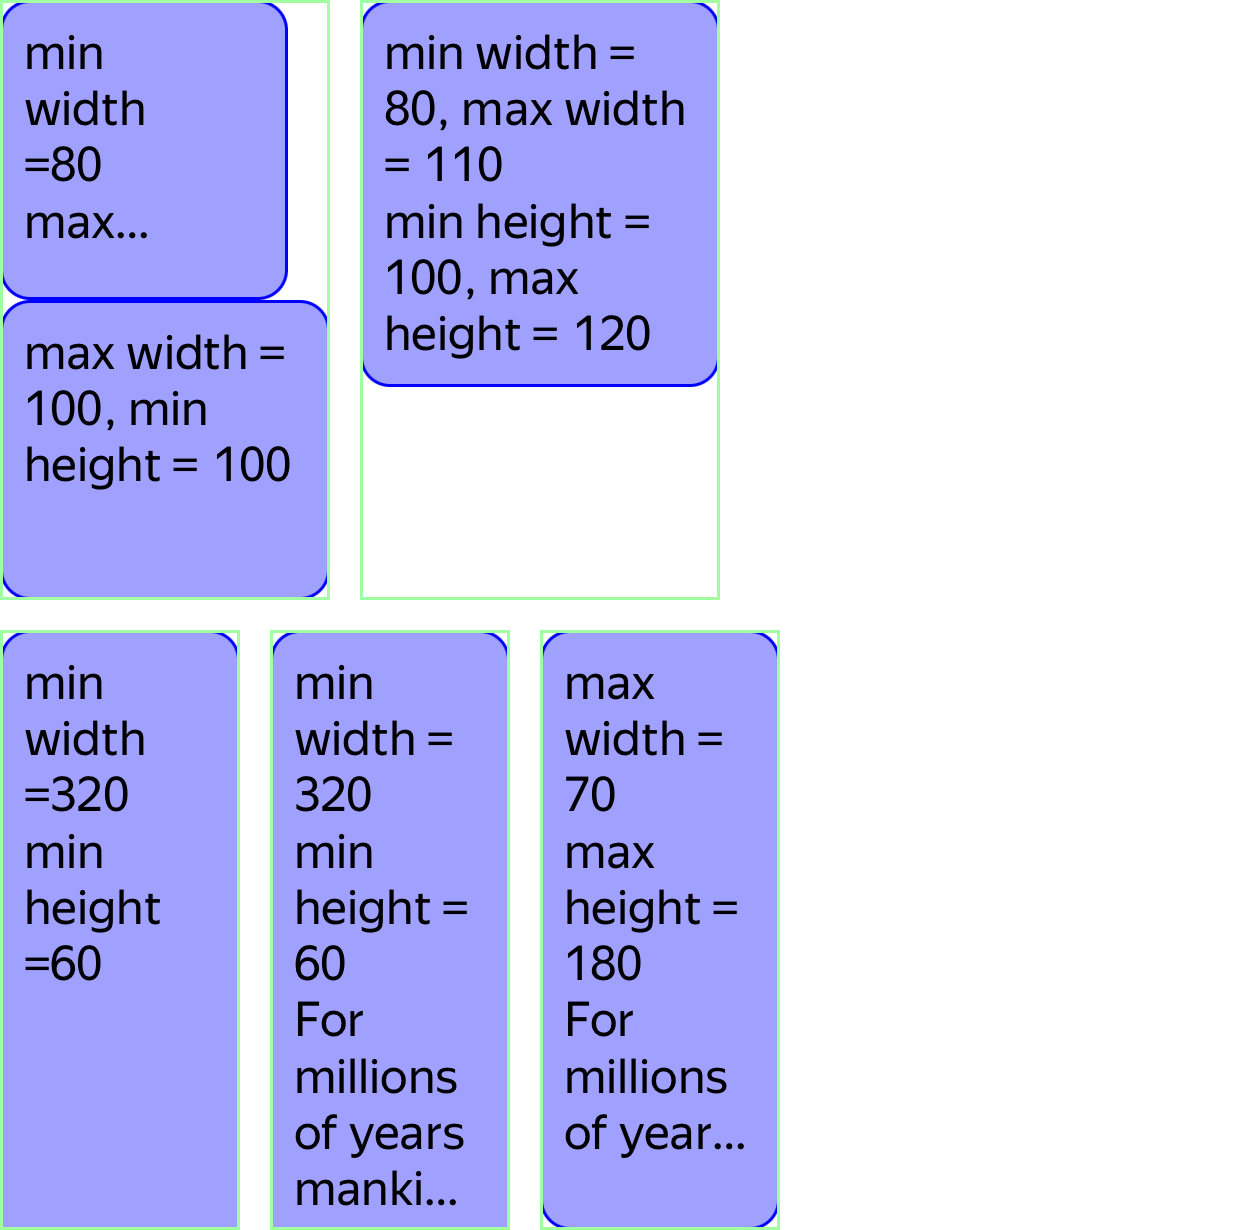 min
width
=80
max...
max width =
100, min
height = 100
min width =
80, max width
= 110
min height =
100, max
height = 120
min
width
=320
min
height
=60
min
width =
320
min
height =
60
For
millions
of years
manki...
max
width =
70
max
height =
180
For
millions
of year...